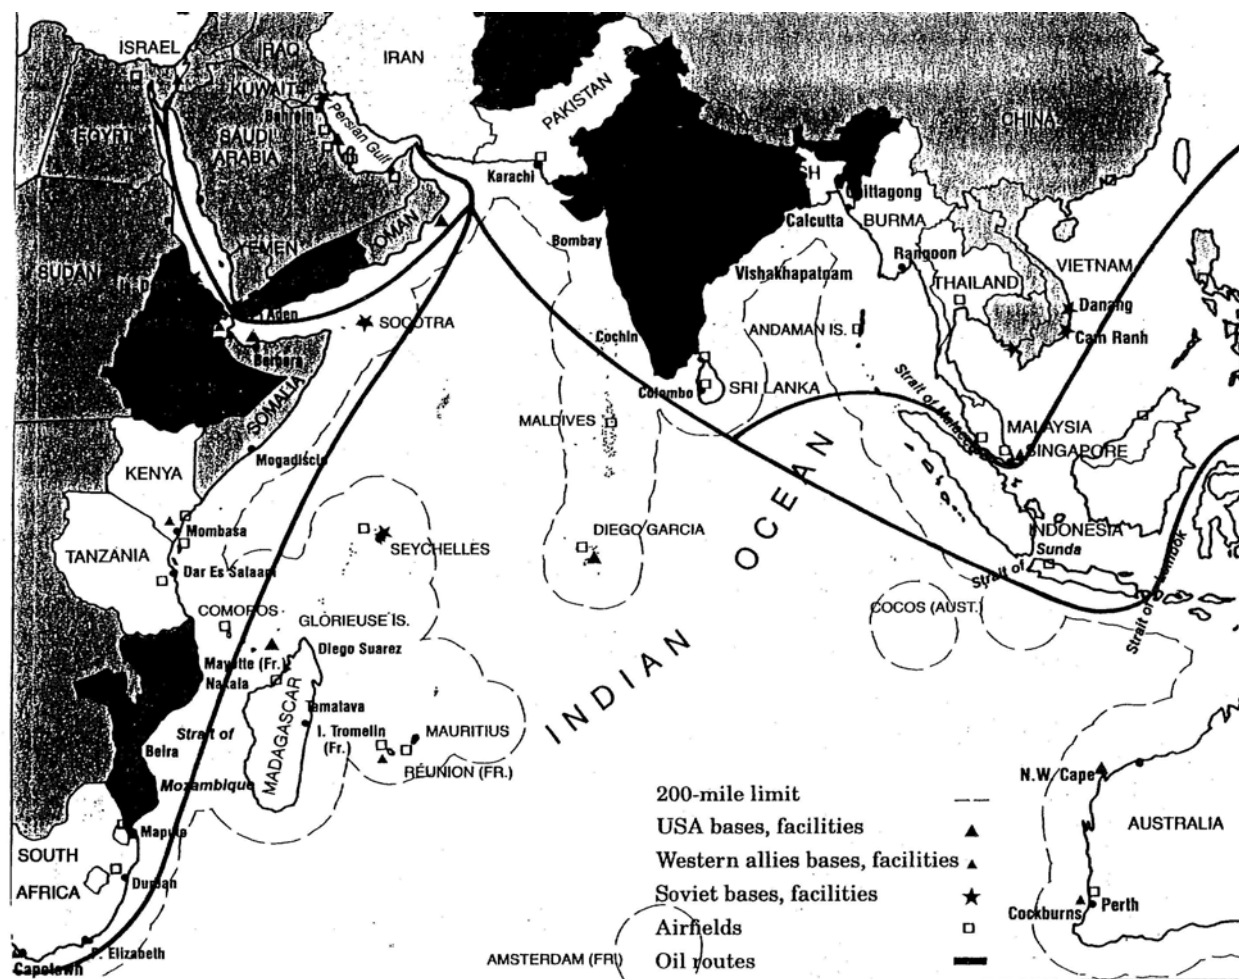 ISRAEL
IRAQ
IRAN
KUWAIT
Bahrein
EGYRT
SAUDI
ARABIA
Persian Gulf
PAKISTAN
CHINA
Karachi
SH
Chittagong
Calcutta
BURMA
OMAN
YEMEN
SUDAN
Bombay
Rangoon
VIETNAM
Vishakhapatnam
THAILAND
Danang
Aden
SOCOTRA
Cochin
ANDAMAN IS.
Cam Ranh
Berbera
Colombo
SRI LANKA
Strait of Malacca
SOMALIA
MALDIVES
MALAYSIA
SINGAPORE
Mogadiscio
KENYA
INDIAN OCEAN
Mombasa
SEYCHELLES
DIEGO GARCIA
INDONESIA
TANZANIA
Strait of Sunda
Dar Es Salaam
Strait of Lombok
COMOROS
GLORIEUSE IS.
COCOS (AUST.)
Diego Suarez
Mayotte (Fr.)
Nakala
MADAGASCAR
Tamatava
Strait of
Mozambique
I. Tromelin
(Fr.)
MAURITIUS
Beira
RÉUNION (FR.)
N.W. Cape
AUSTRALIA
Maputo
SOUTH
AFRICA
Durban
Cockburns
Perth
P. Elizabeth
Capetown
AMSTERDAM (FR.)
200-mile limit
USA bases, facilities
Western allies bases, facilities
Soviet bases, facilities
Airfields
Oil routes